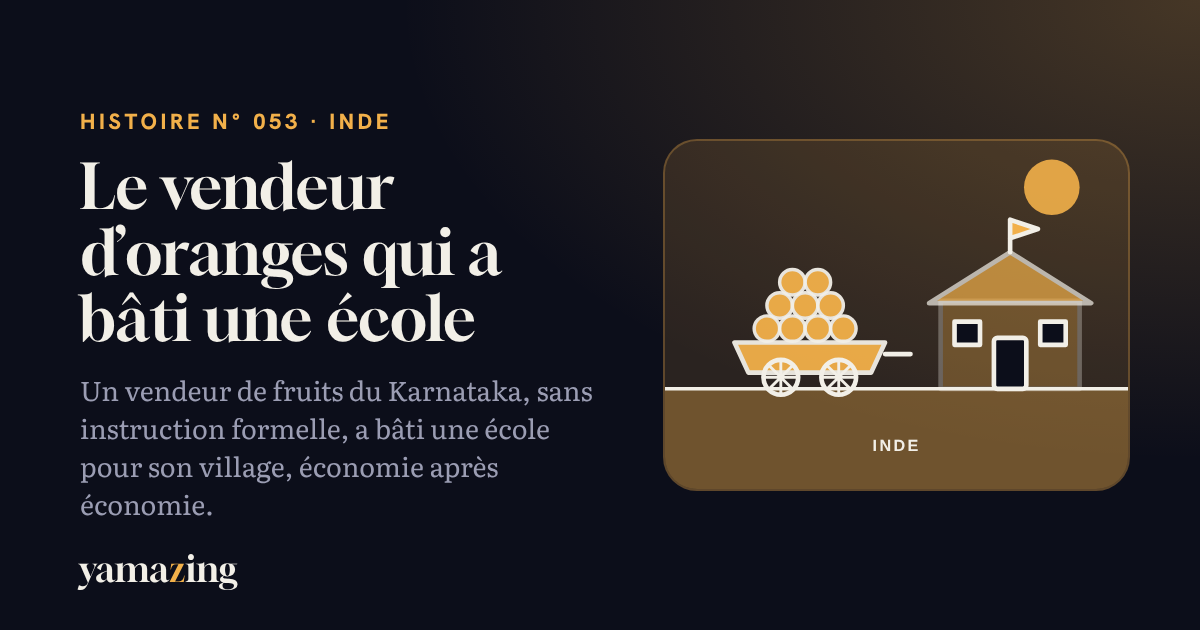 HISTOIRE N° 053 · INDE
Le vendeur
d’oranges qui a
bâti une école
Un vendeur de fruits du Karnataka, sans
instruction formelle, a bâti une école
pour son village, économie après
économie.
yamazing
INDE